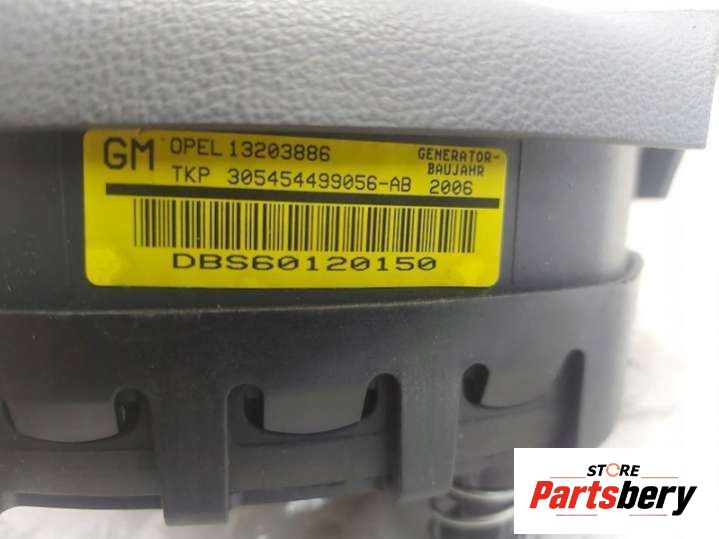 GM OPEL 13203886 GENERATOR-
BAUJAHR
TKP 305454499056-AB 2006
DBS60120150
STORE
Partsbery